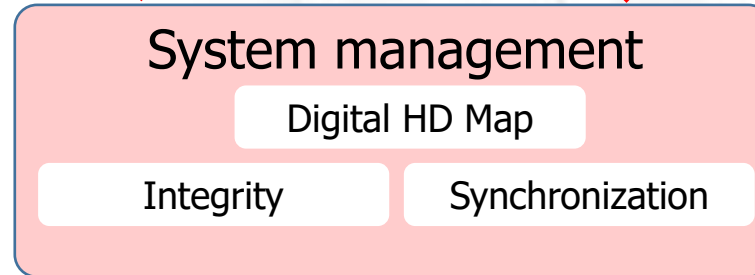 System management
Digital HD Map
Integrity
Synchronization